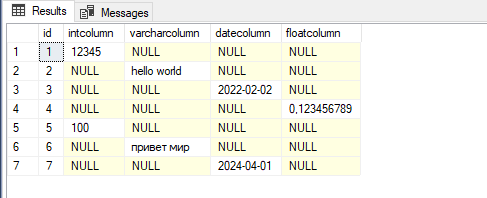 Results Messages
id intcolumn varcharcolumn datecolumn floatcolumn
1 1 12345 NULL NULL NULL
2 2 NULL hello world NULL NULL
3 3 NULL NULL 2022-02-02 NULL
4 4 NULL NULL NULL 0,123456789
5 5 100 NULL NULL NULL
6 6 NULL привет мир NULL NULL
7 7 NULL NULL 2024-04-01 NULL